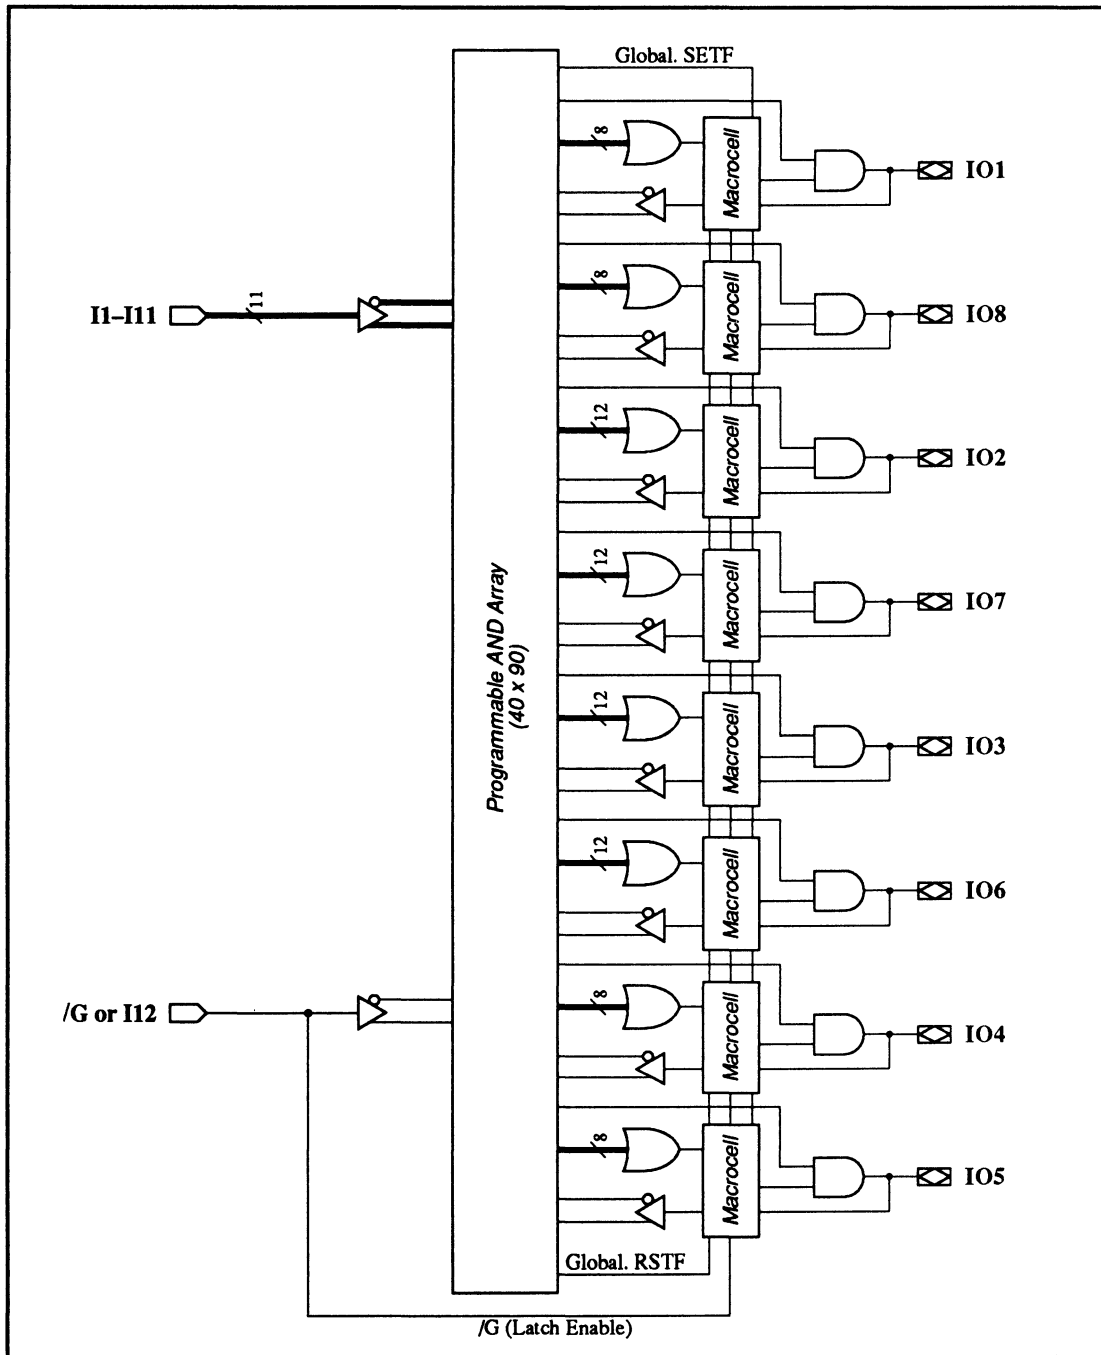 Global. SETF
8
Macrocell
IO1
I1–I11
11
8
Macrocell
IO8
12
Macrocell
IO2
Programmable AND Array
(40 x 90)
12
Macrocell
IO7
12
Macrocell
IO3
12
Macrocell
IO6
/G or I12
8
Macrocell
IO4
8
Macrocell
IO5
Global. RSTF
/G (Latch Enable)